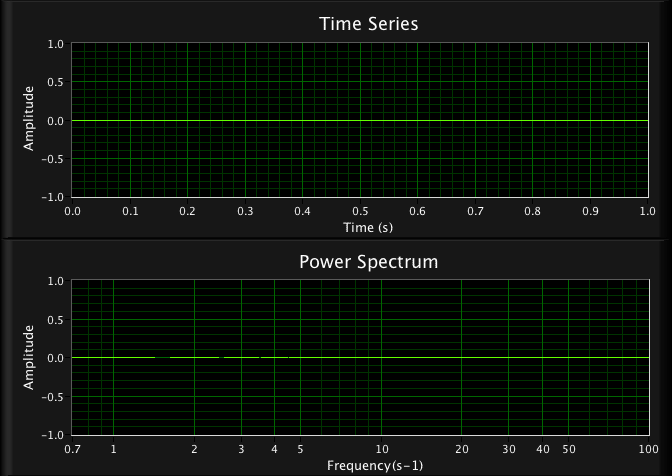 Time Series
1.0
0.5
0.0
-0.5
-1.0
Amplitude
0.0 0.1 0.2 0.3 0.4 0.5 0.6 0.7 0.8 0.9 1.0
Time (s)
Power Spectrum
1.0
0.5
0.0
-0.5
-1.0
Amplitude
0.7 1 2 3 4 5 10 20 30 40 50 100
Frequency(s-1)